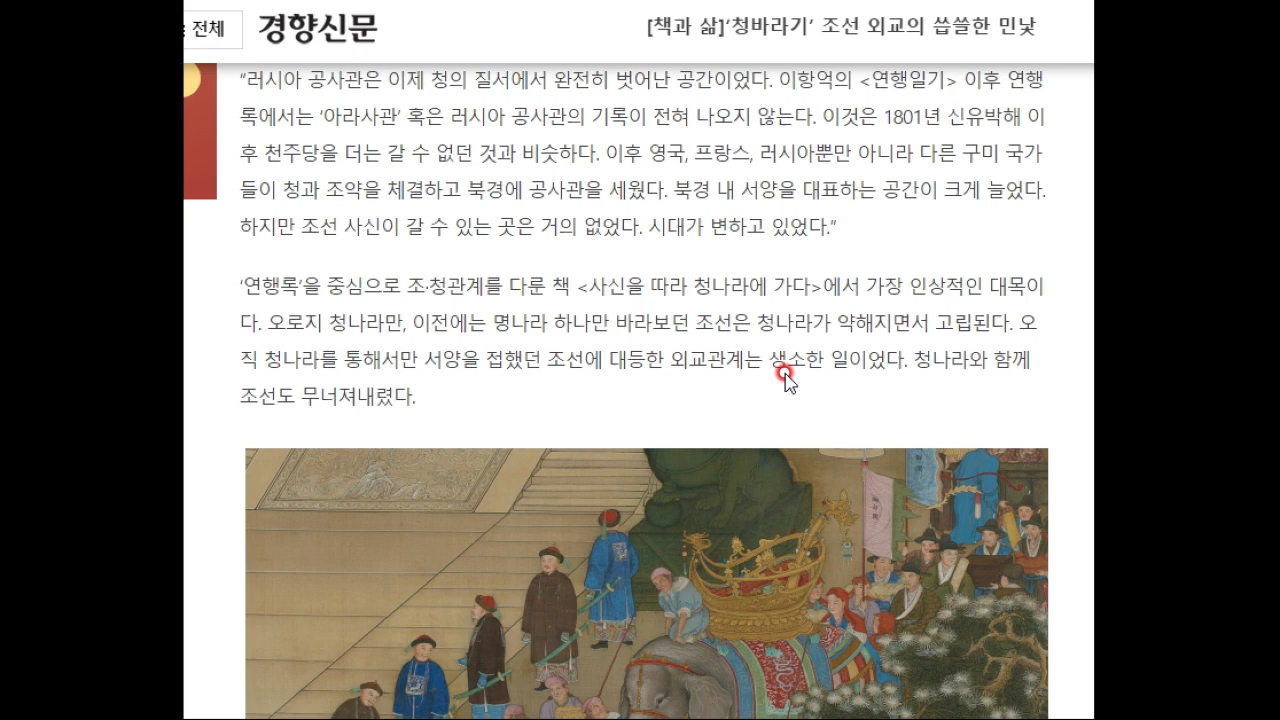 전체
경향신문
[책과 삶]‘청바라기’ 조선 외교의 씁쓸한 민낯
“러시아 공사관은 이제 청의 질서에서 완전히 벗어난 공간이었다. 이항억의 <연행일기> 이후 연행
록에서는 ‘아라사관’ 혹은 러시아 공사관의 기록이 전혀 나오지 않는다. 이것은 1801년 신유박해 이
후 천주당을 더는 갈 수 없던 것과 비슷하다. 이후 영국, 프랑스, 러시아뿐만 아니라 다른 구미 국가
들이 청과 조약을 체결하고 북경에 공사관을 세웠다. 북경 내 서양을 대표하는 공간이 크게 늘었다.
하지만 조선 사신이 갈 수 있는 곳은 거의 없었다. 시대가 변하고 있었다.”
‘연행록’을 중심으로 조·청관계를 다룬 책 <사신을 따라 청나라에 가다>에서 가장 인상적인 대목이
다. 오로지 청나라만, 이전에는 명나라 하나만 바라보던 조선은 청나라가 약해지면서 고립된다. 오
직 청나라를 통해서만 서양을 접했던 조선에 대등한 외교관계는 생소한 일이었다. 청나라와 함께
조선도 무너져내렸다.